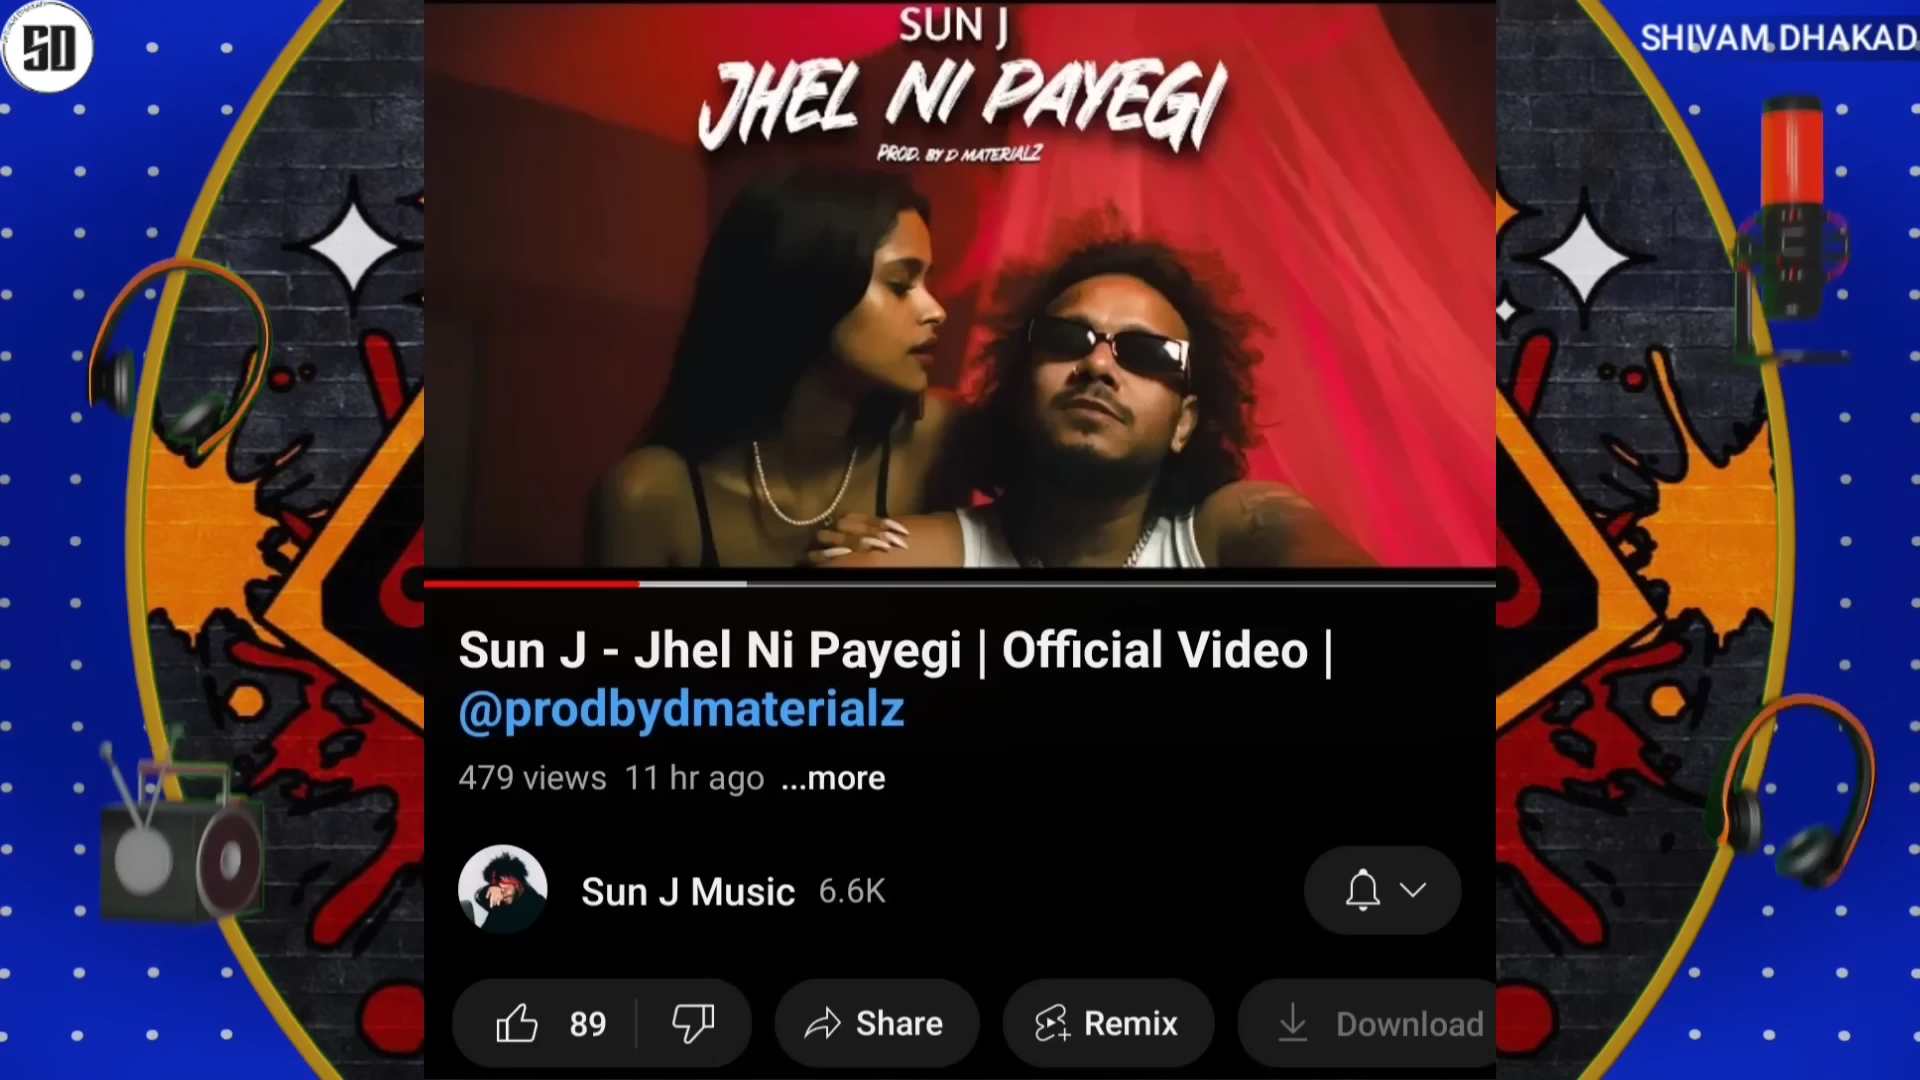 SD
SHIVAM DHAKAD
SUN J
JHEL NI PAYEGI
PROD. BY D MATERIALZ
Sun J - Jhel Ni Payegi | Official Video |
@prodbydmaterialz
479 views 11 hr ago ...more
Sun J Music 6.6K
89 Share Remix Download